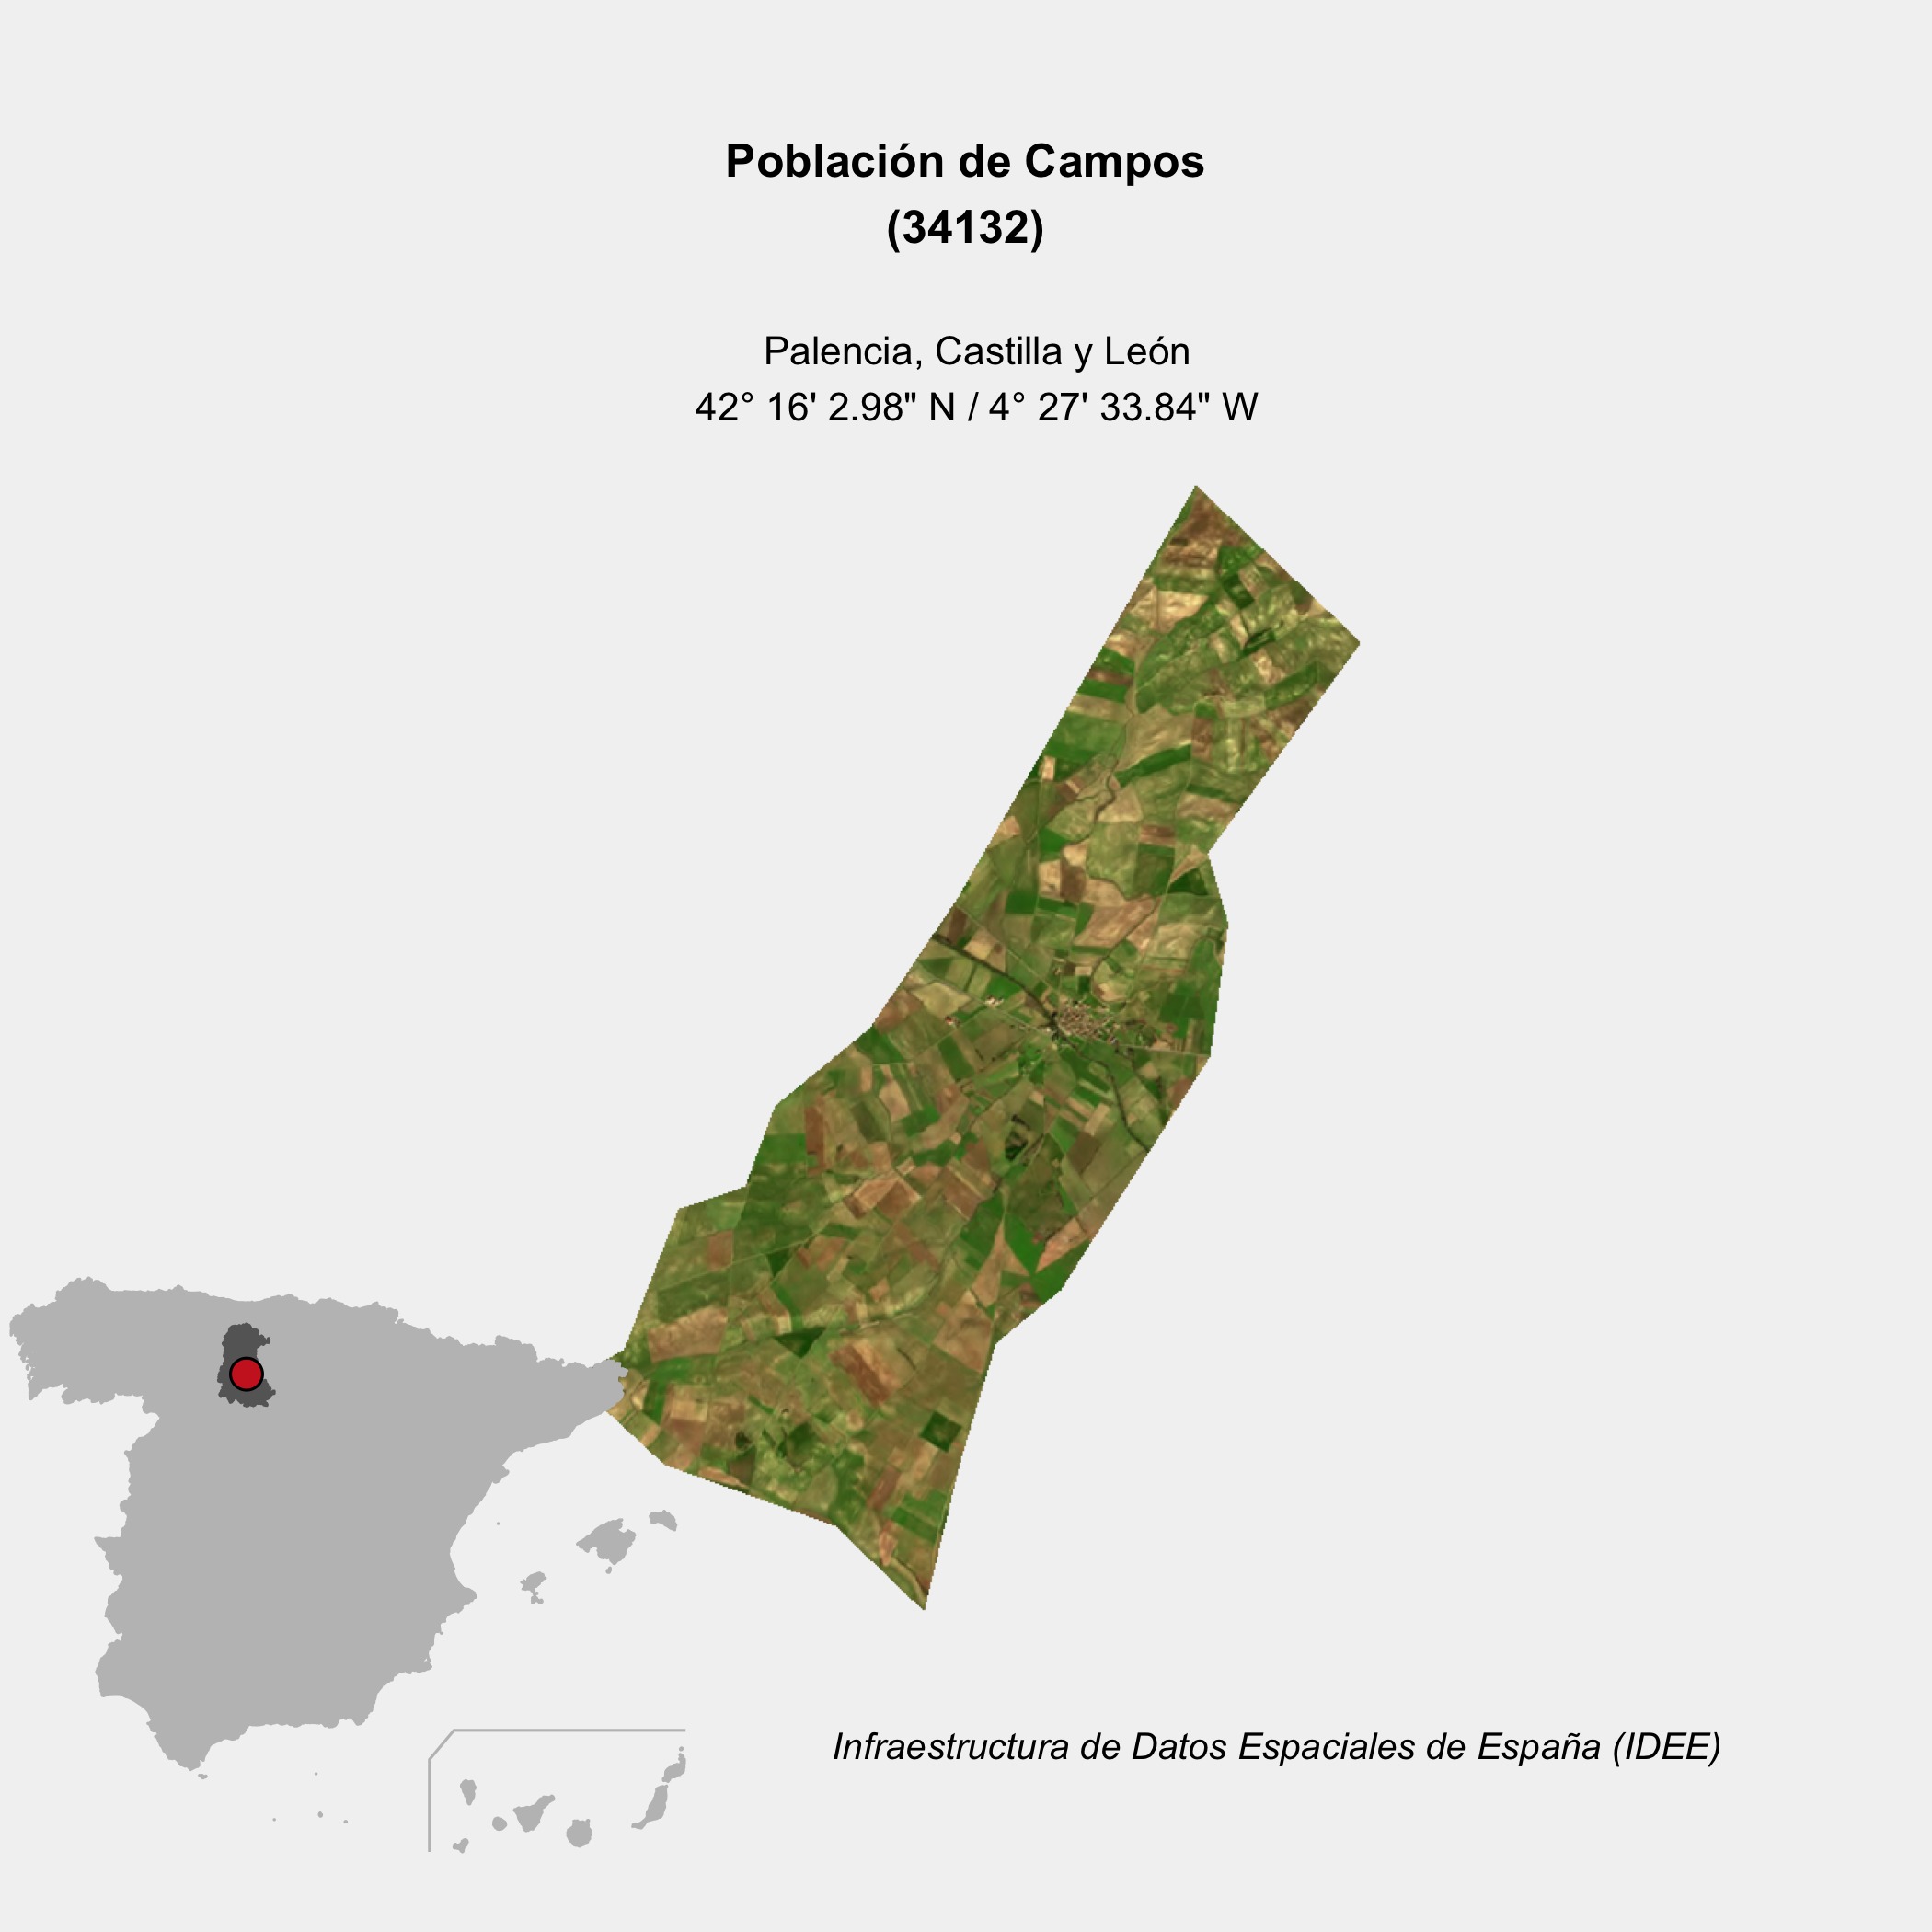 Población de Campos
(34132)
Palencia, Castilla y León
42° 16' 2.98" N / 4° 27' 33.84" W
Infraestructura de Datos Espaciales de España (IDEE)